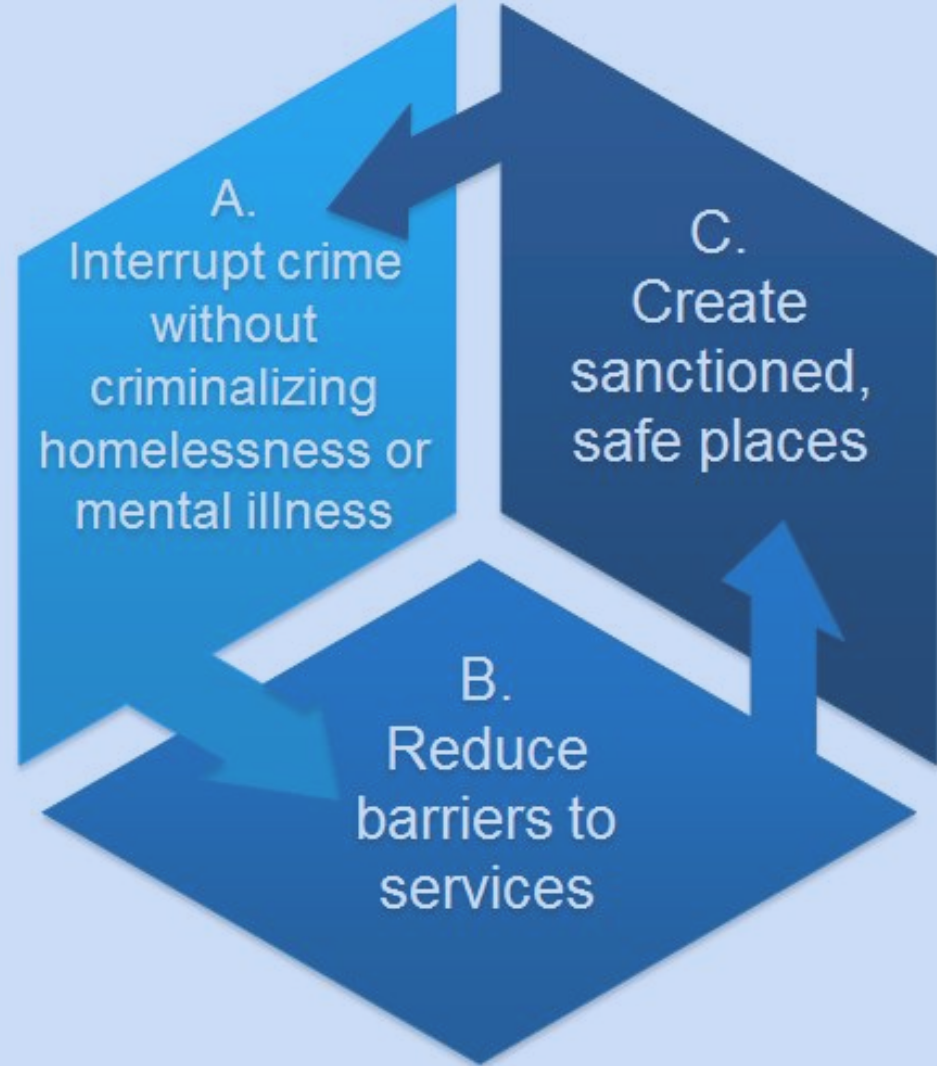 A.
Interrupt crime
without
criminalizing
homelessness or
mental illness
B.
Reduce
barriers to
services
C.
Create
sanctioned,
safe places